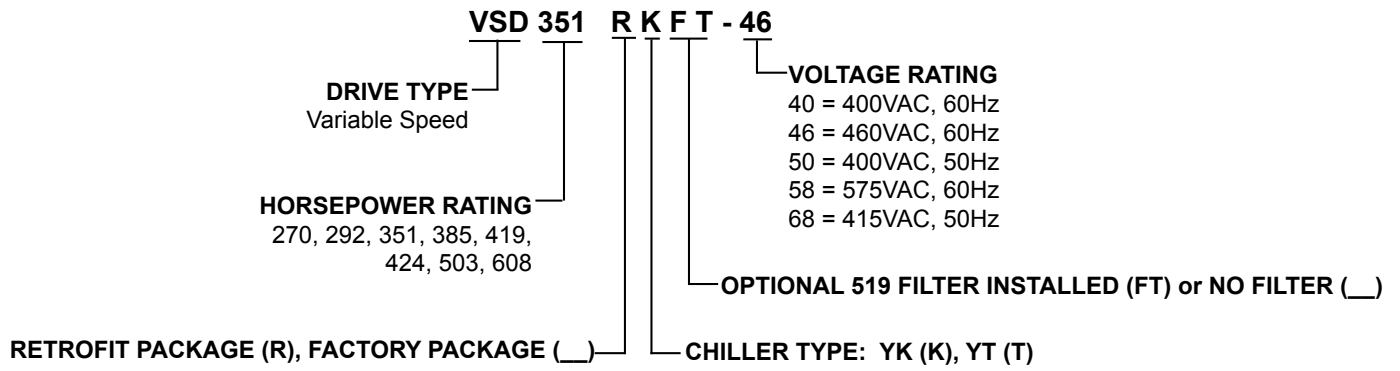 VSD 351 R K F T - 46
VOLTAGE RATING
40 = 400VAC, 60Hz
46 = 460VAC, 60Hz
50 = 400VAC, 50Hz
58 = 575VAC, 60Hz
68 = 415VAC, 50Hz
DRIVE TYPE
Variable Speed
HORSEPOWER RATING
270, 292, 351, 385, 419,
424, 503, 608
OPTIONAL 519 FILTER INSTALLED (FT) or NO FILTER (__)
RETROFIT PACKAGE (R), FACTORY PACKAGE (__)
CHILLER TYPE: YK (K), YT (T)